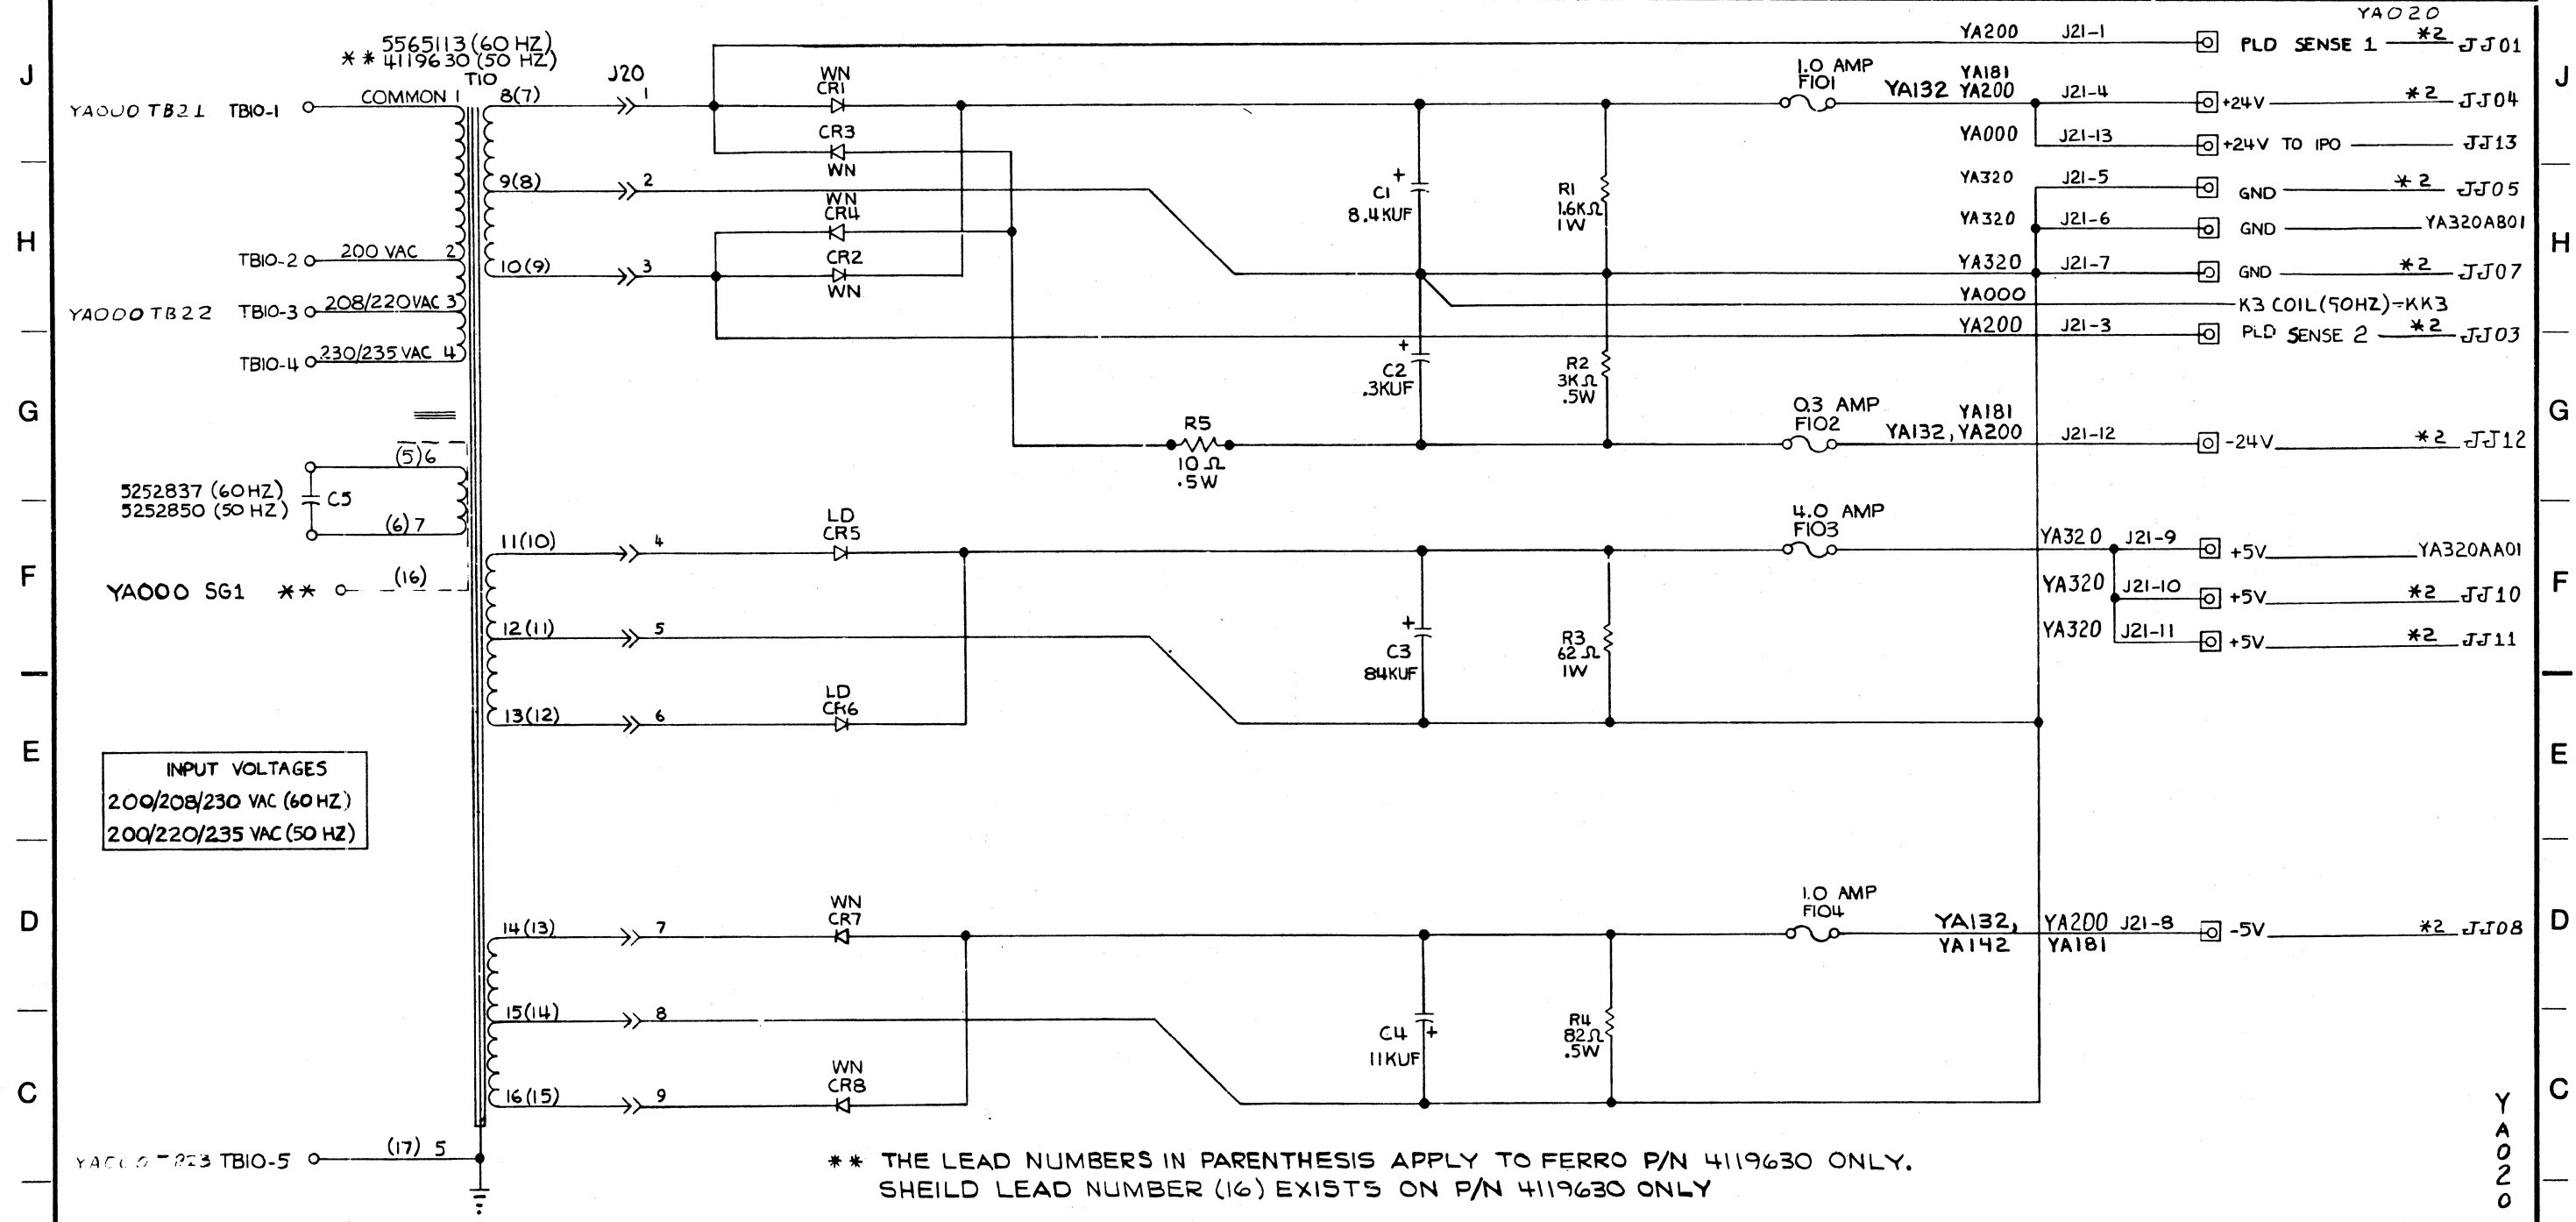 YA020
5565113 (60 HZ)
** 4119630 (50 HZ)
T10
J20
J
YA000 TB21 TB10-1
COMMON 1
8(7)
1
WN
CR1
CR3
WN
1.0 AMP
F101
YA132
YA181
YA200
YA200 J21-1 PLD SENSE 1 *2 JJ01
J21-4 +24V *2 JJ04
YA000 J21-13 +24V TO IPO JJ13
J
H
9(8)
2
WN
CR4
CR2
WN
10(9)
3
TB10-2 200 VAC 2
YA000 TB22 TB10-3 208/220VAC 3
TB10-4 230/235 VAC 4
+
C1
8.4KUF
R1
1.6KΩ
1W
YA320 J21-5 GND *2 JJ05
YA320 J21-6 GND YA320AB01
YA320 J21-7 GND *2 JJ07
YA000 K3 COIL(50HZ)-KK3
YA200 J21-3 PLD SENSE 2 *2 JJ03
H
G
+
C2
.3KUF
R2
3KΩ
.5W
R5
10 Ω
.5W
0.3 AMP
F102
YA181
YA132, YA200 J21-12 -24V *2 JJ12
G
(5)6
5252837 (60HZ)
5252850 (50 HZ)
C5
(6)7
F
YA000 SG1 ** (16)
11(10)
4
LD
CR5
12(11)
5
13(12)
6
LD
CR6
+
C3
84KUF
R3
62Ω
1W
4.0 AMP
F103
YA320 J21-9 +5V YA320AA01
YA320 J21-10 +5V *2 JJ10
YA320 J21-11 +5V *2 JJ11
F
E
INPUT VOLTAGES
200/208/230 VAC (60 HZ)
200/220/235 VAC (50 HZ)
E
D
14(13)
7
WN
CR7
15(14)
8
16(15)
9
WN
CR8
C4
+
11KUF
R4
82Ω
.5W
1.0 AMP
F104
YA132, YA200 J21-8 -5V *2 JJ08
YA142 YA181
D
C
C
TB10-5 (17) 5
** THE LEAD NUMBERS IN PARENTHESIS APPLY TO FERRO P/N 4119630 ONLY.
SHEILD LEAD NUMBER (16) EXISTS ON P/N 4119630 ONLY
YA020